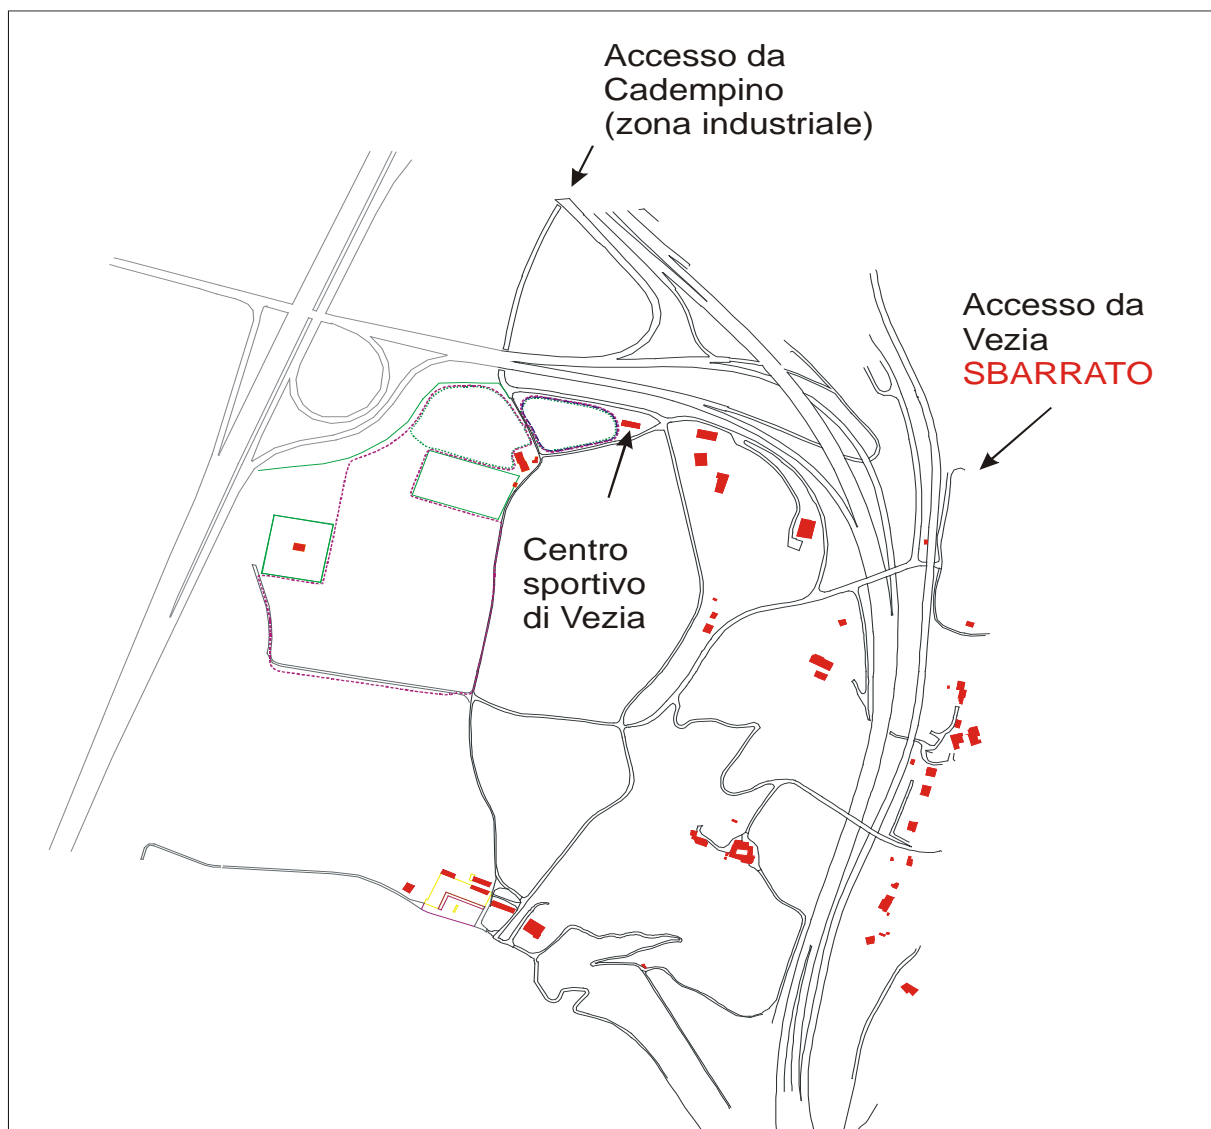 Accesso da
Cadempino
(zona industriale)
Accesso da
Vezia
SBARRATO
Centro
sportivo
di Vezia